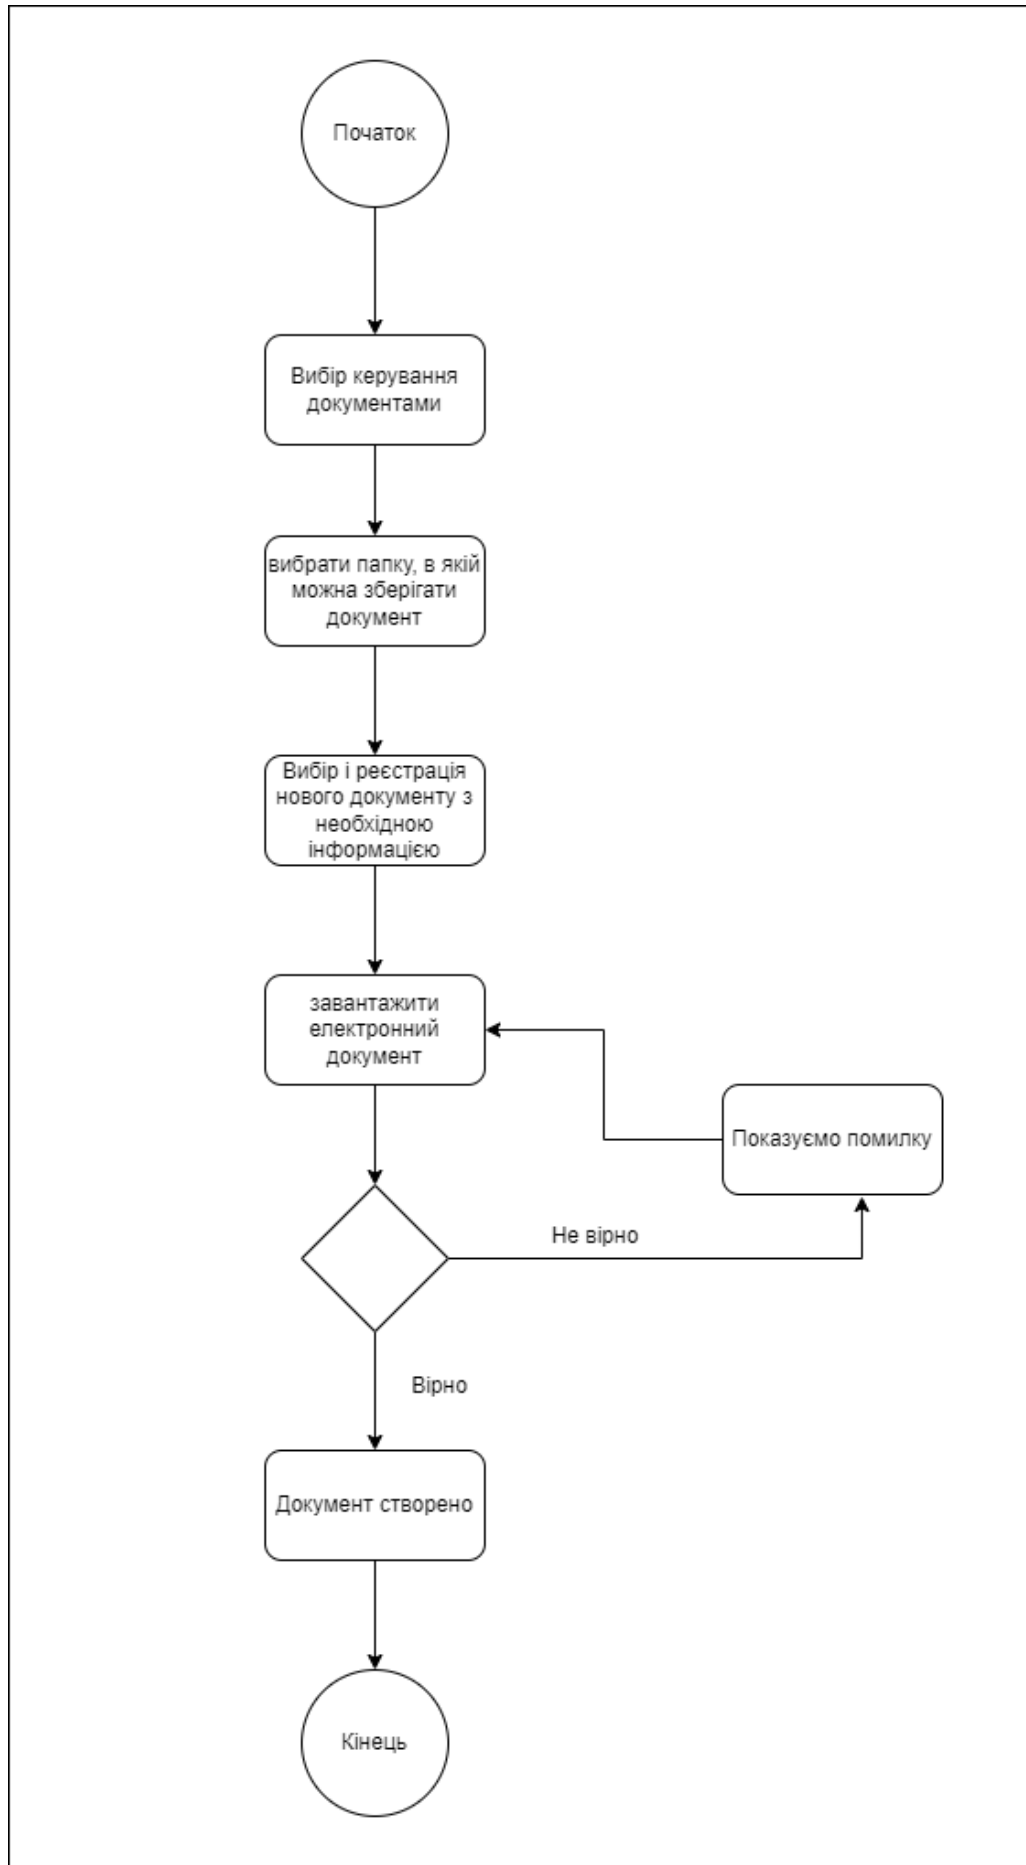 Початок
Вибір керування
документами
вибрати папку, в якій
можна зберігати
документ
Вибір і реєстрація
нового документу з
необхідною
інформацією
завантажити
електронний
документ
Показуємо помилку
Не вірно
Вірно
Документ створено
Кінець